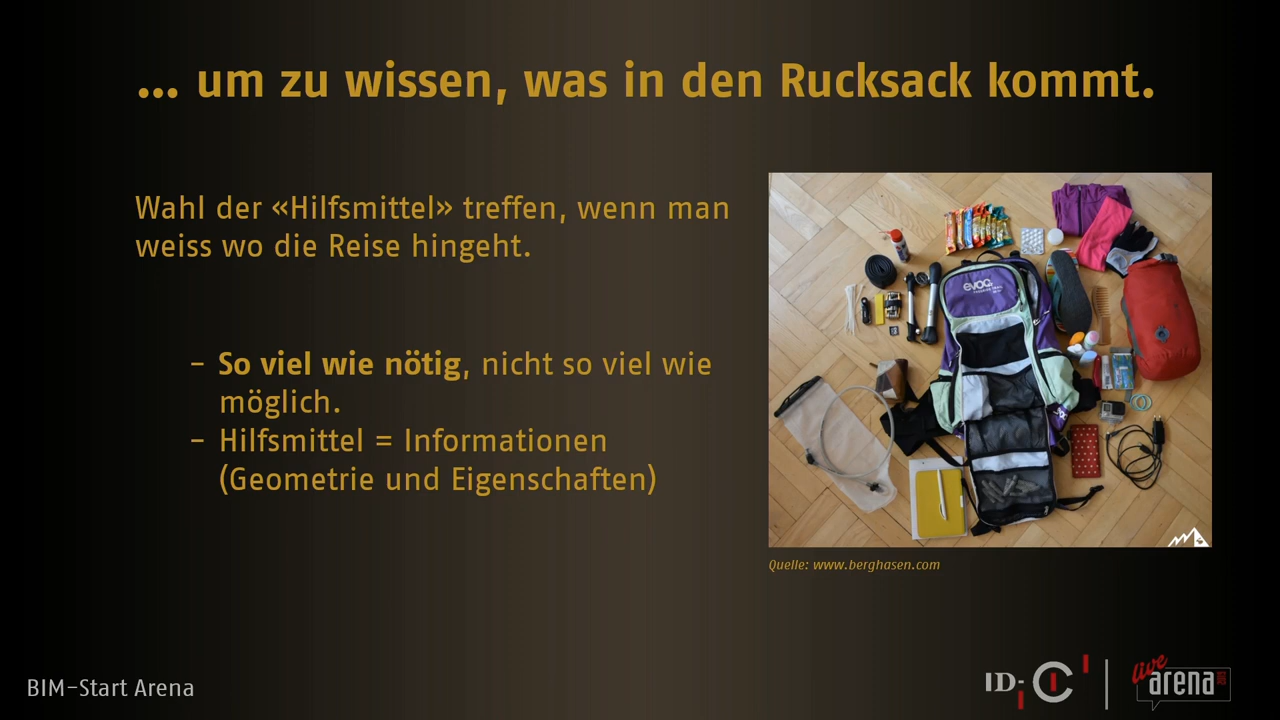 ... um zu wissen, was in den Rucksack kommt.
Wahl der «Hilfsmittel» treffen, wenn man
weiss wo die Reise hingeht.
- So viel wie nötig, nicht so viel wie
möglich.
- Hilfsmittel = Informationen
(Geometrie und Eigenschaften)
evoc
Quelle: www.berghasen.com
BIM-Start Arena
ID-C
live
arena